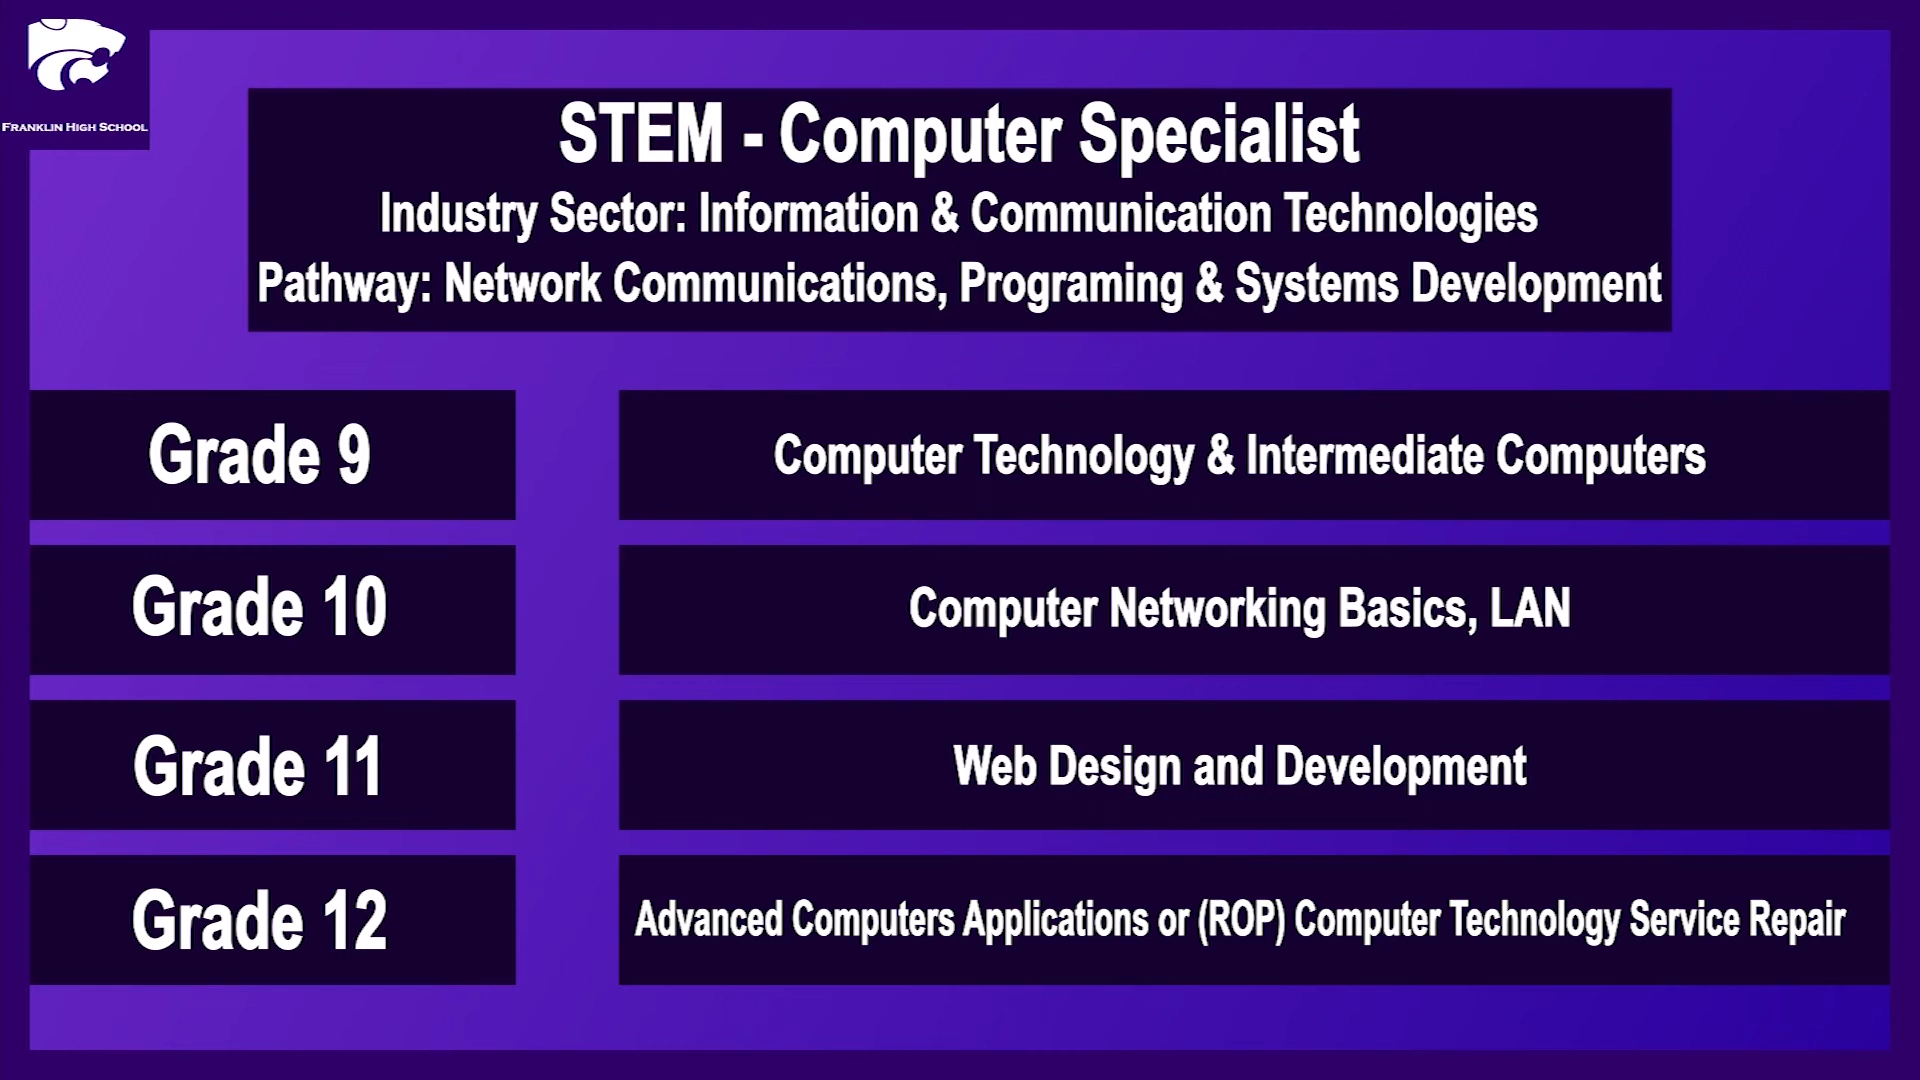 FRANKLIN HIGH SCHOOL
STEM - Computer Specialist
Industry Sector: Information & Communication Technologies
Pathway: Network Communications, Programing & Systems Development
Grade 9
Computer Technology & Intermediate Computers
Grade 10
Computer Networking Basics, LAN
Grade 11
Web Design and Development
Grade 12
Advanced Computers Applications or (ROP) Computer Technology Service Repair